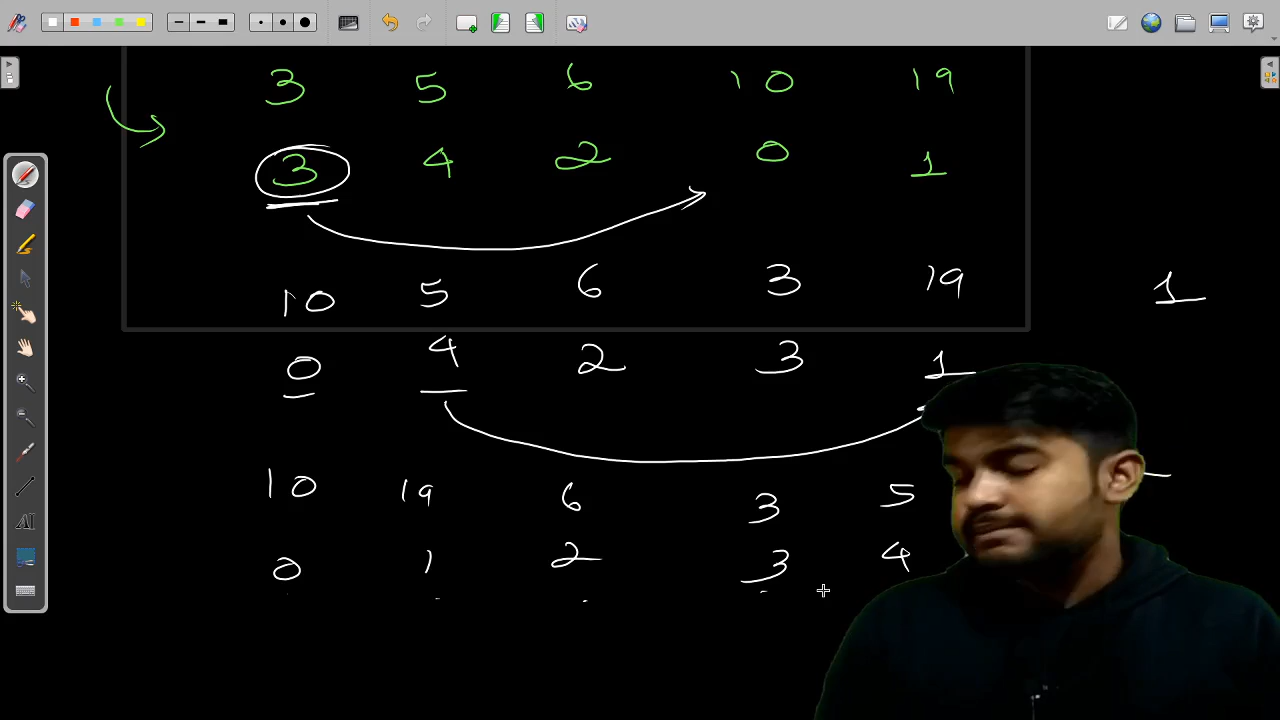 3 5 6 10 19
3 4 2 0 1
10 5 6 3 19 1
0 4 2 3 1
10 19 6 3 5
0 1 2 3 4